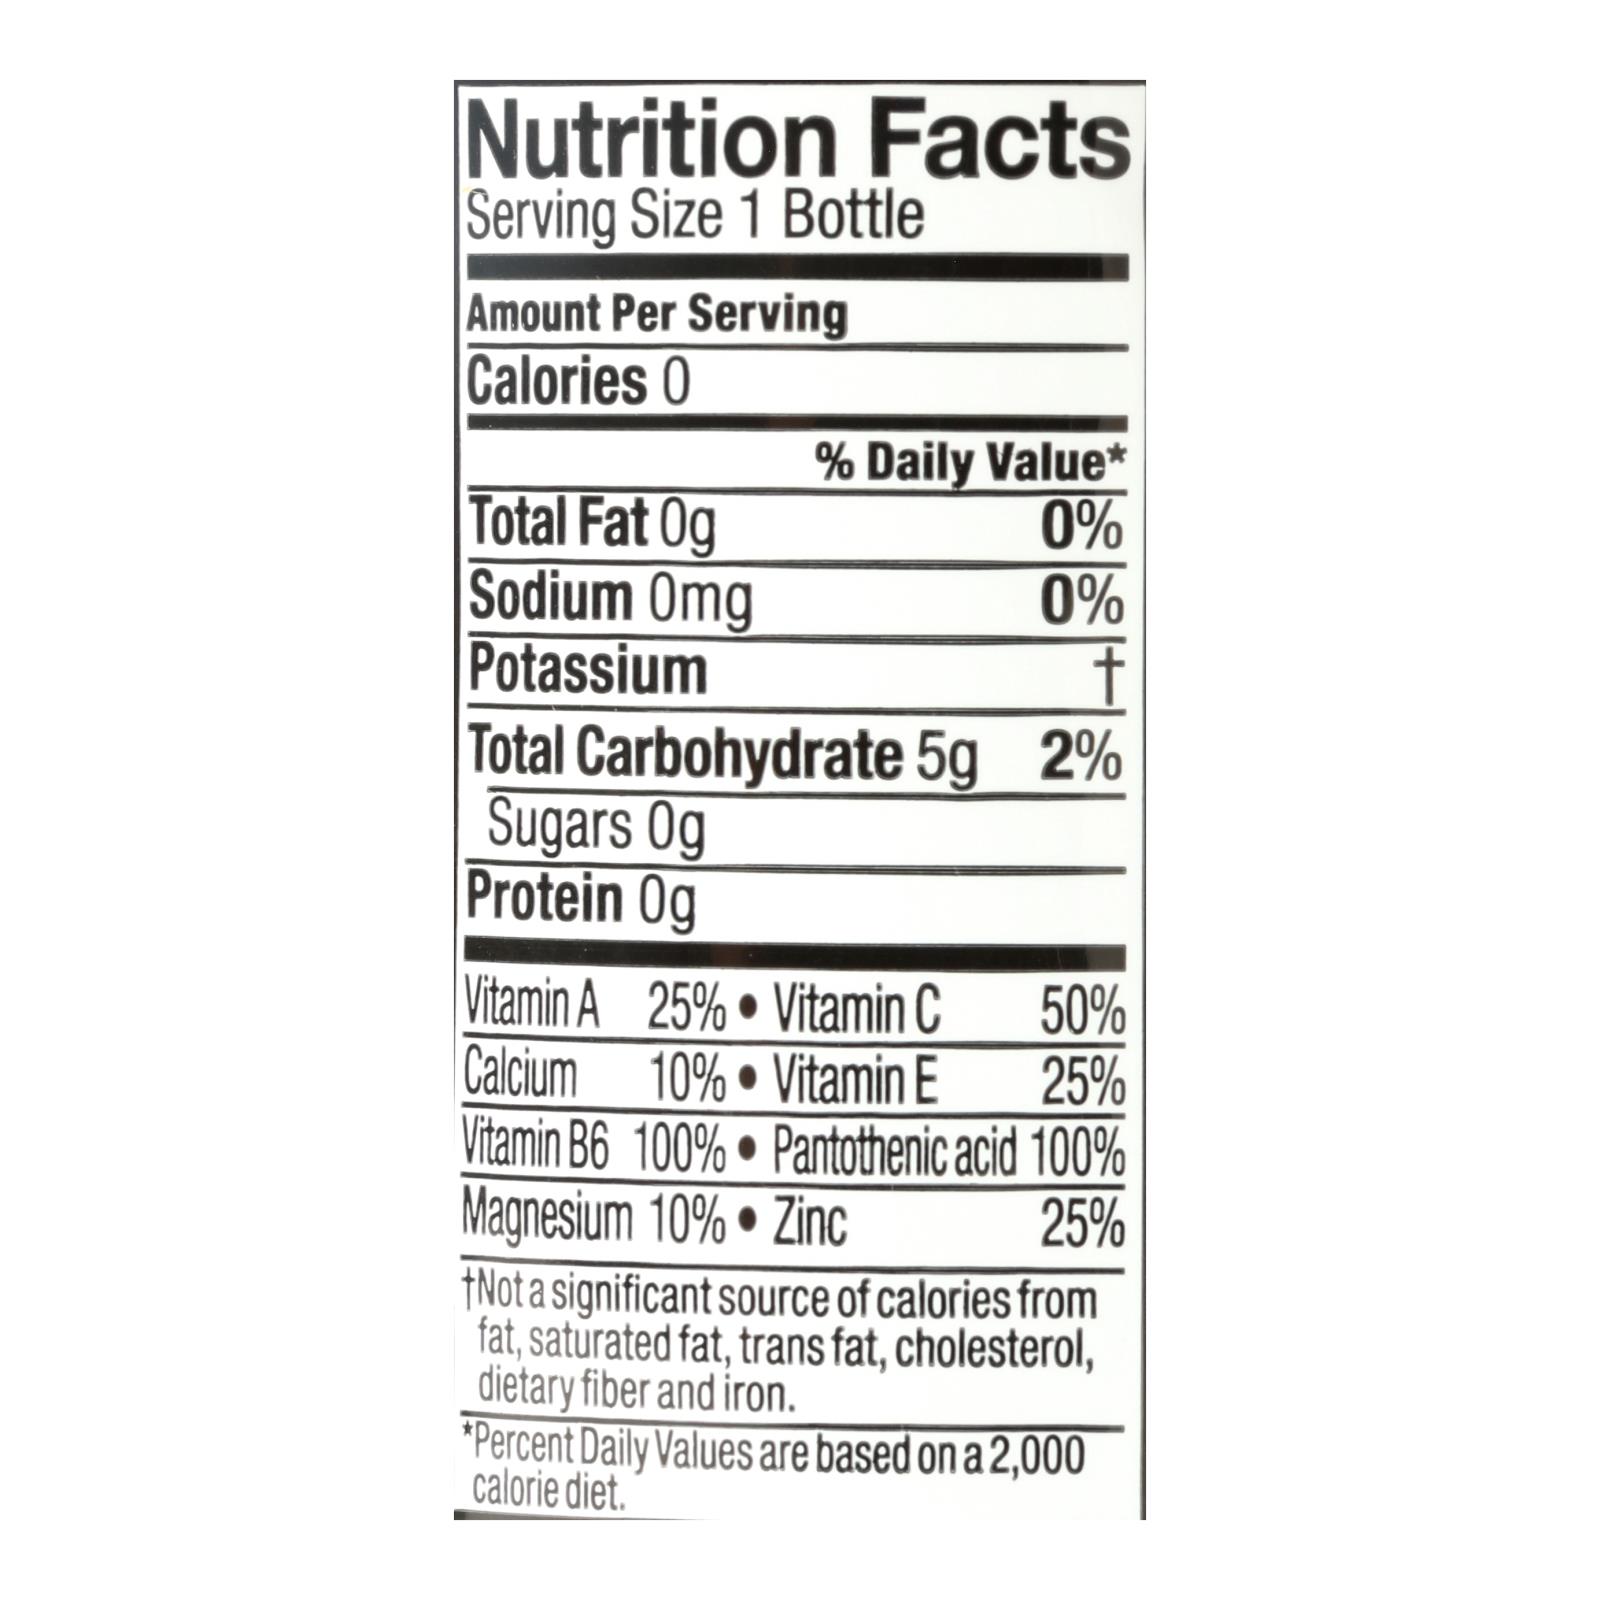 Nutrition Facts
Serving Size 1 Bottle
Amount Per Serving
Calories 0
% Daily Value*
Total Fat 0g 0%
Sodium 0mg 0%
Potassium †
Total Carbohydrate 5g 2%
Sugars 0g
Protein 0g
Vitamin A 25% • Vitamin C 50%
Calcium 10% • Vitamin E 25%
Vitamin B6 100% • Pantothenic acid 100%
Magnesium 10% • Zinc 25%
†Not a significant source of calories from
fat, saturated fat, trans fat, cholesterol,
dietary fiber and iron.
*Percent Daily Values are based on a 2,000
calorie diet.